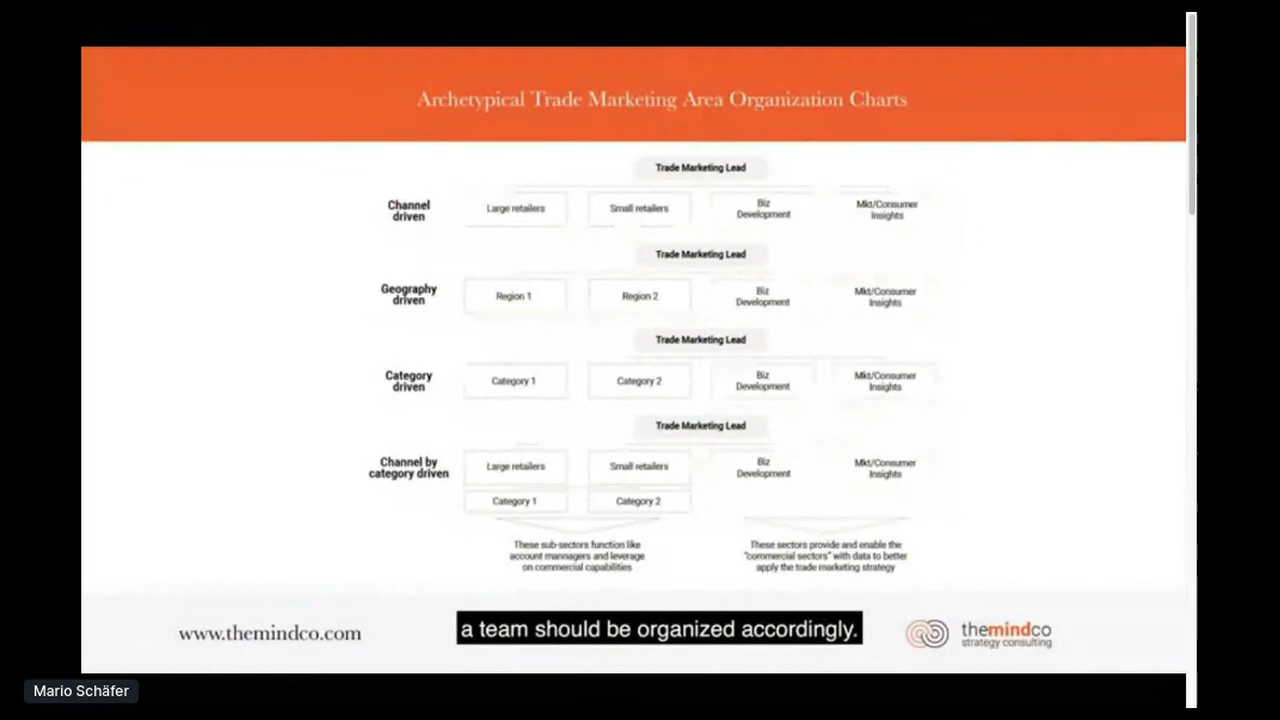 Archetypical Trade Marketing Area Organization Charts
Trade Marketing Lead
Channel
driven
Large retailers
Small retailers
Biz
Development
Mkt/Consumer
Insights
Trade Marketing Lead
Geography
driven
Region 1
Region 2
Biz
Development
Mkt/Consumer
Insights
Trade Marketing Lead
Category
driven
Category 1
Category 2
Biz
Development
Mkt/Consumer
Insights
Trade Marketing Lead
Channel by
category driven
Large retailers
Small retailers
Biz
Development
Mkt/Consumer
Insights
Category 1
Category 2
These sub-sectors function like
account mannagers and leverage
on commercial capabilities
These sectors provide and enable the
"commercial sectors" with data to better
apply the trade marketing strategy
www.themindco.com
a team should be organized accordingly.
themindco
strategy consulting
Mario Schäfer